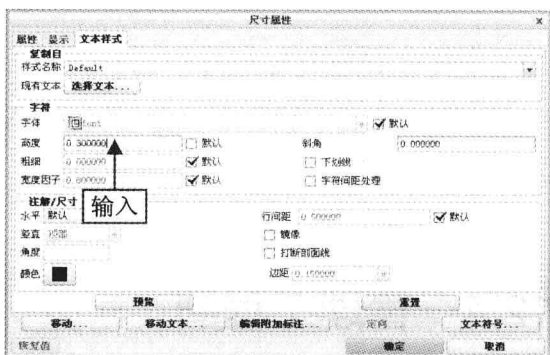 尺寸属性 x
属性 显示 文本样式
复制自
样式名称 Default
现有文本 选择文本...
字符
字体 font 默认
高度 0.300000 默认 斜角 0.000000
粗细 0.000000 默认 下划线
宽度因子 0.800000 默认 字符间距处理
输入
注解/尺寸
水平 默认 行间距 0.500000 默认
竖直 镜像
角度 打断剖面线
颜色 边距 0.150000
预览 重置
移动... 移动文本... 编辑附加标注... 定向... 文本符号...
恢复值 确定 取消